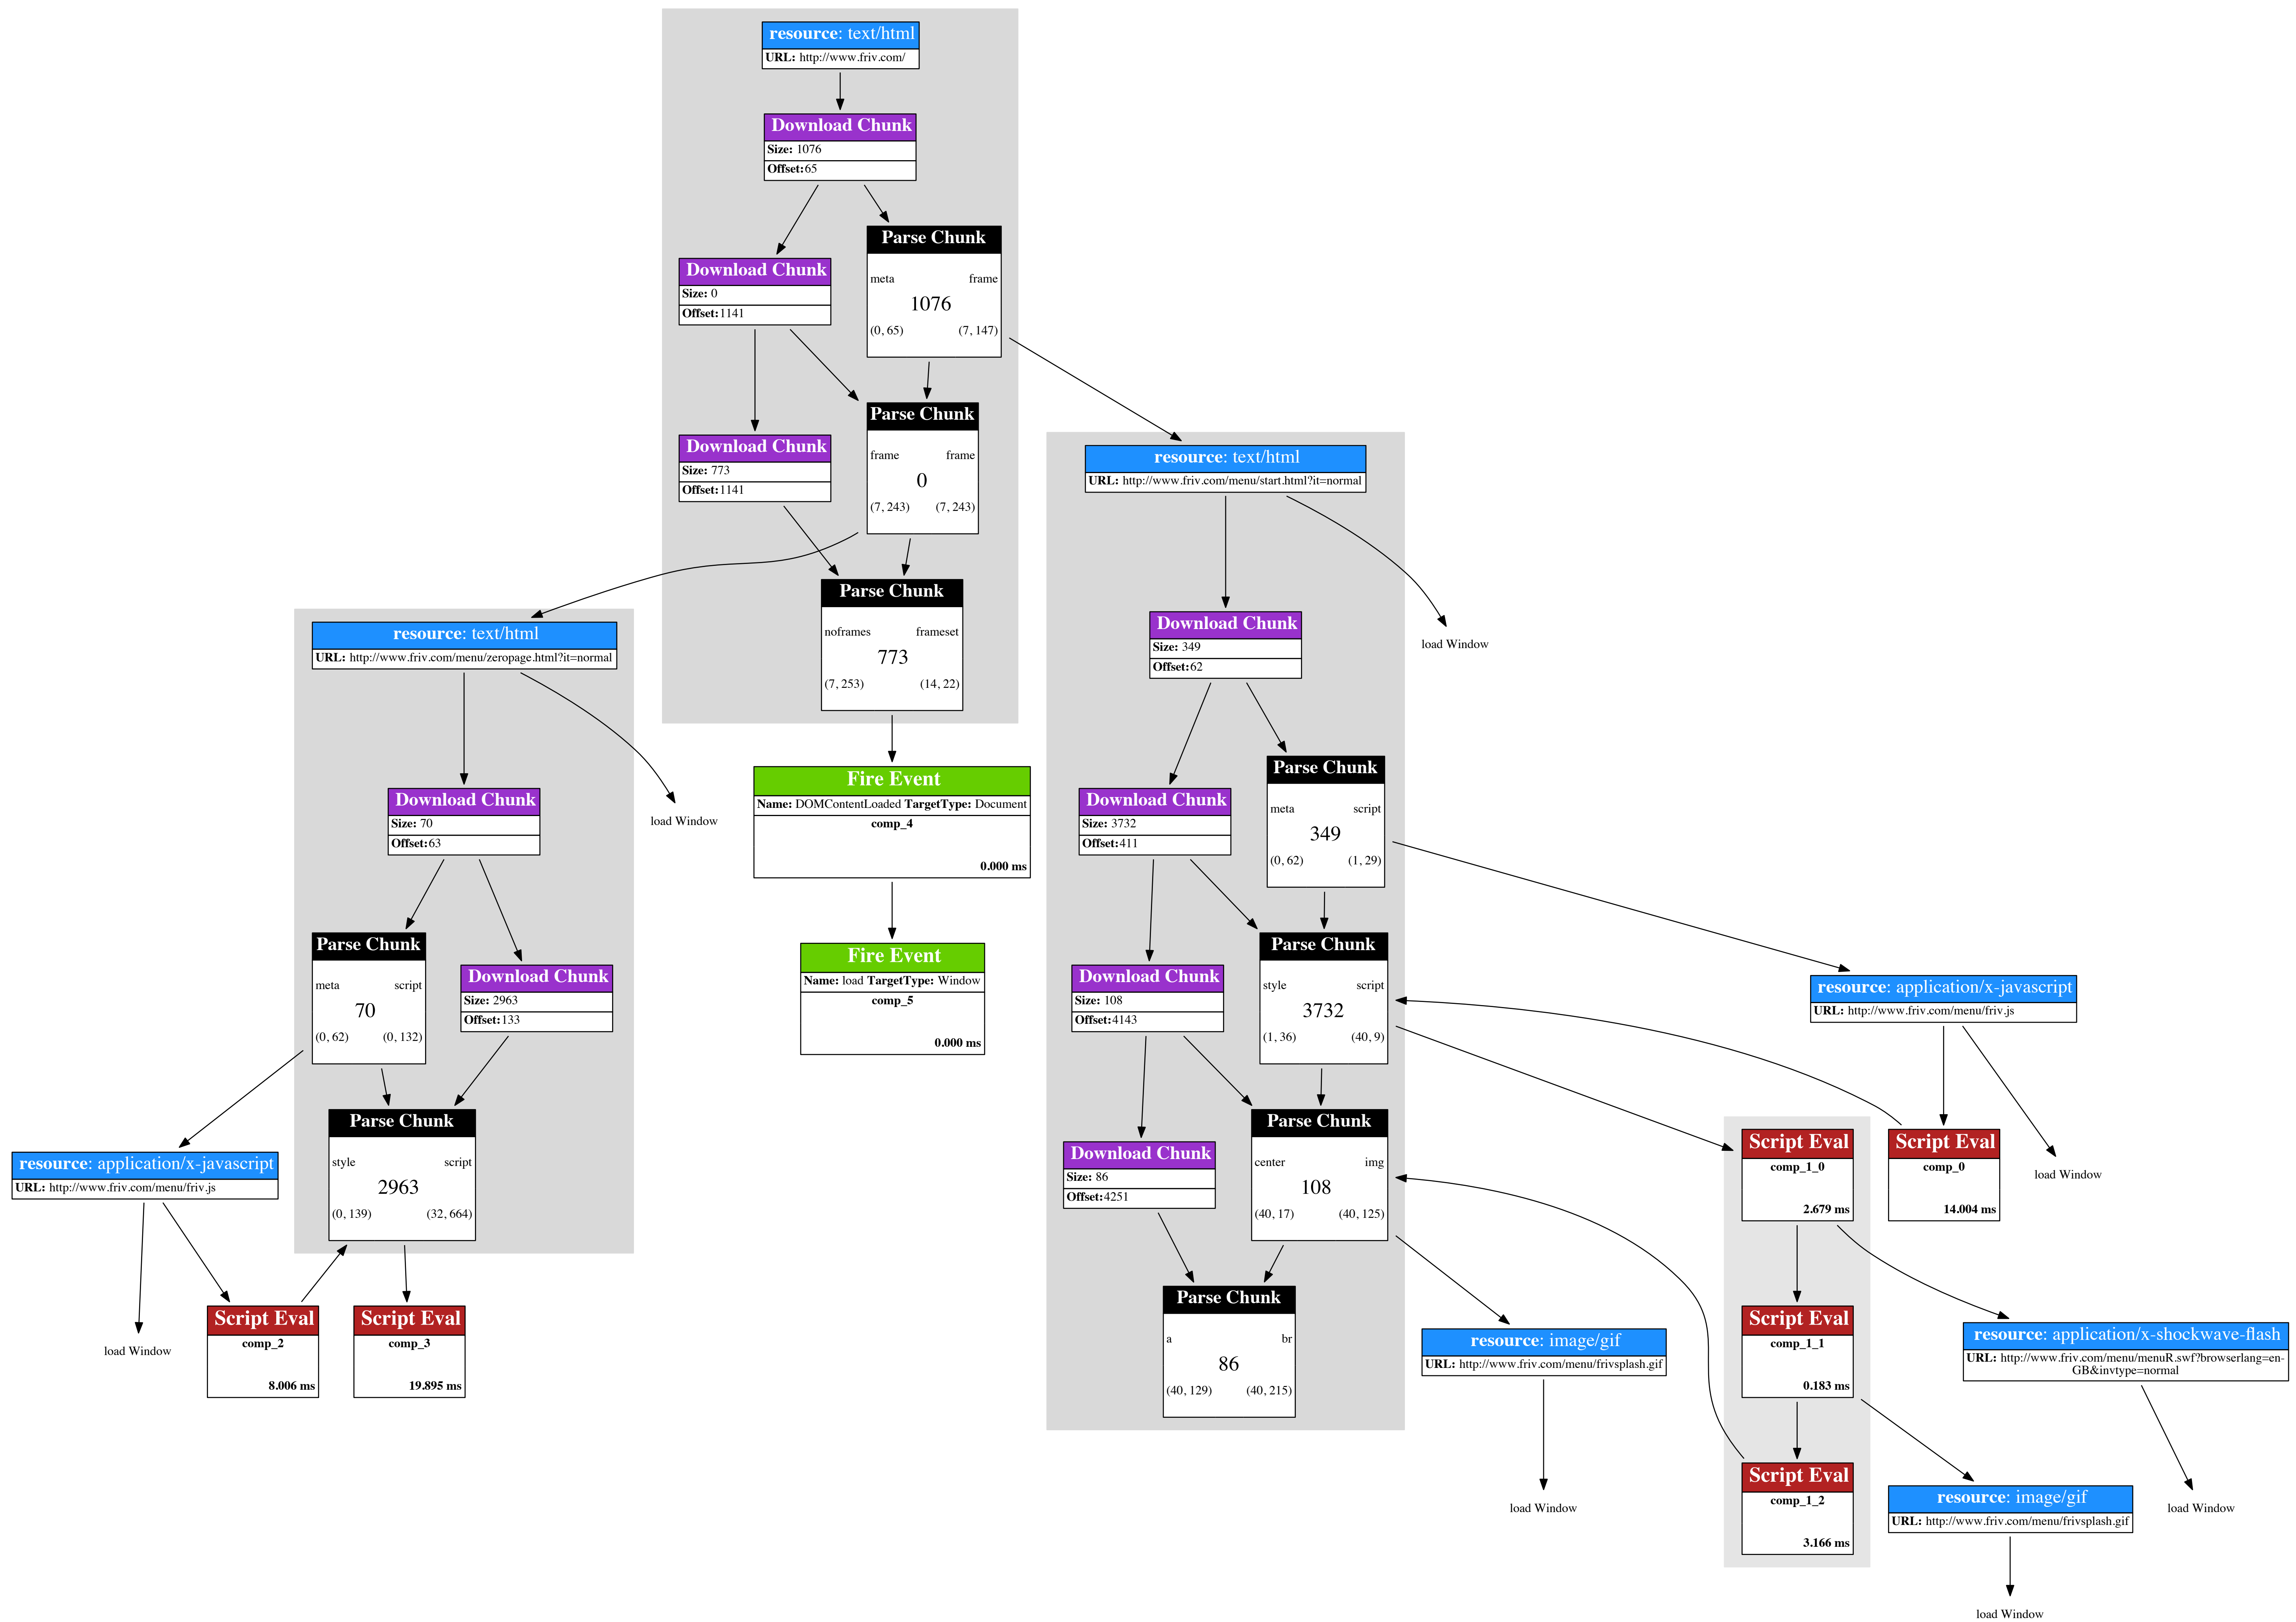 resource: text/html
URL: http://www.friv.com/
Download Chunk
Size: 1076
Offset:65
Parse Chunk
meta frame
1076
(0, 65) (7, 147)
Download Chunk
Size: 0
Offset:1141
Parse Chunk
frame frame
0
(7, 243) (7, 243)
Download Chunk
Size: 773
Offset:1141
Parse Chunk
noframes frameset
773
(7, 253) (14, 22)
Fire Event
Name: DOMContentLoaded TargetType: Document
comp_4
0.000 ms
Fire Event
Name: load TargetType: Window
comp_5
0.000 ms
resource: text/html
URL: http://www.friv.com/menu/zeropage.html?it=normal
load Window
Download Chunk
Size: 70
Offset:63
Parse Chunk
meta script
70
(0, 62) (0, 132)
Download Chunk
Size: 2963
Offset:133
Parse Chunk
style script
2963
(0, 139) (32, 664)
resource: application/x-javascript
URL: http://www.friv.com/menu/friv.js
load Window
Script Eval
comp_2
8.006 ms
Script Eval
comp_3
19.895 ms
resource: text/html
URL: http://www.friv.com/menu/start.html?it=normal
load Window
Download Chunk
Size: 349
Offset:62
Parse Chunk
meta script
349
(0, 62) (1, 29)
Download Chunk
Size: 3732
Offset:411
Parse Chunk
style script
3732
(1, 36) (40, 9)
Download Chunk
Size: 108
Offset:4143
Parse Chunk
center img
108
(40, 17) (40, 125)
Download Chunk
Size: 86
Offset:4251
Parse Chunk
a br
86
(40, 129) (40, 215)
resource: image/gif
URL: http://www.friv.com/menu/frivsplash.gif
load Window
resource: application/x-javascript
URL: http://www.friv.com/menu/friv.js
load Window
Script Eval
comp_0
14.004 ms
Script Eval
comp_1_0
2.679 ms
Script Eval
comp_1_1
0.183 ms
Script Eval
comp_1_2
3.166 ms
resource: application/x-shockwave-flash
URL: http://www.friv.com/menu/menuR.swf?browserlang=en-
GB&invtype=normal
load Window
resource: image/gif
URL: http://www.friv.com/menu/frivsplash.gif
load Window